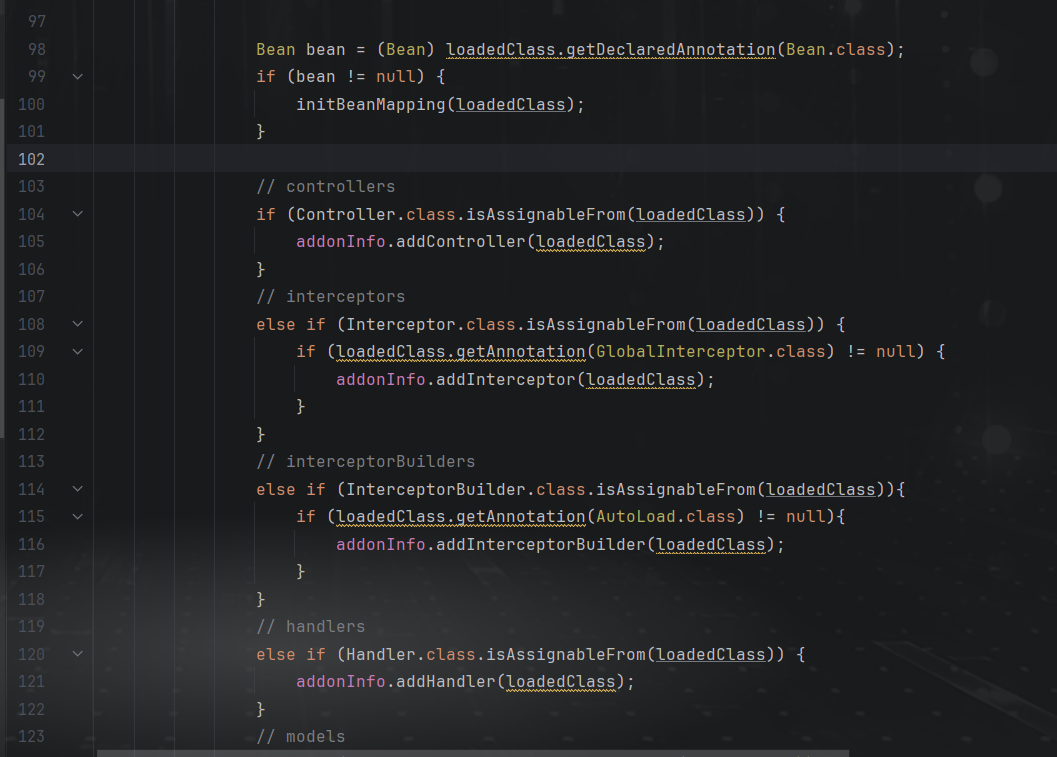 97
98 Bean bean = (Bean) loadedClass.getDeclaredAnnotation(Bean.class);
99 if (bean != null) {
100 initBeanMapping(loadedClass);
101 }
102
103 // controllers
104 if (Controller.class.isAssignableFrom(loadedClass)) {
105 addonInfo.addController(loadedClass);
106 }
107 // interceptors
108 else if (Interceptor.class.isAssignableFrom(loadedClass)) {
109 if (loadedClass.getAnnotation(GlobalInterceptor.class) != null) {
110 addonInfo.addInterceptor(loadedClass);
111 }
112 }
113 // interceptorBuilders
114 else if (InterceptorBuilder.class.isAssignableFrom(loadedClass)){
115 if (loadedClass.getAnnotation(AutoLoad.class) != null){
116 addonInfo.addInterceptorBuilder(loadedClass);
117 }
118 }
119 // handlers
120 else if (Handler.class.isAssignableFrom(loadedClass)) {
121 addonInfo.addHandler(loadedClass);
122 }
123 // models